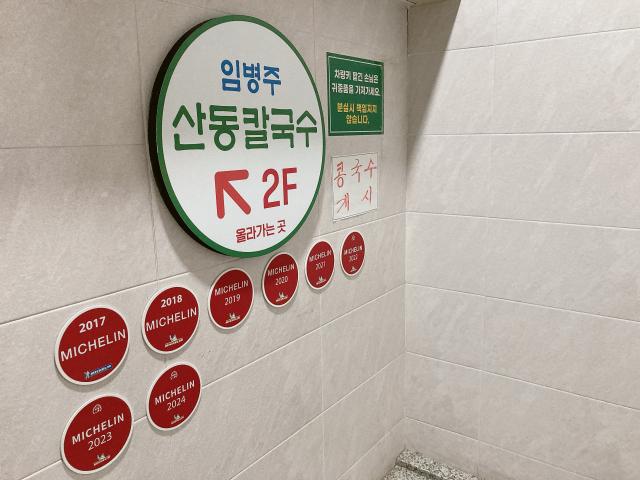 임병주
산동칼국수
2F
올라가는 곳
차량키 맡긴 손님은
귀중품을 가져가세요.
분실시 책임지지
않습니다.
콩국수
개시
2017
MICHELIN
2018
MICHELIN
MICHELIN
2019
MICHELIN
2020
MICHELIN
2021
MICHELIN
2022
MICHELIN
2023
MICHELIN
2024